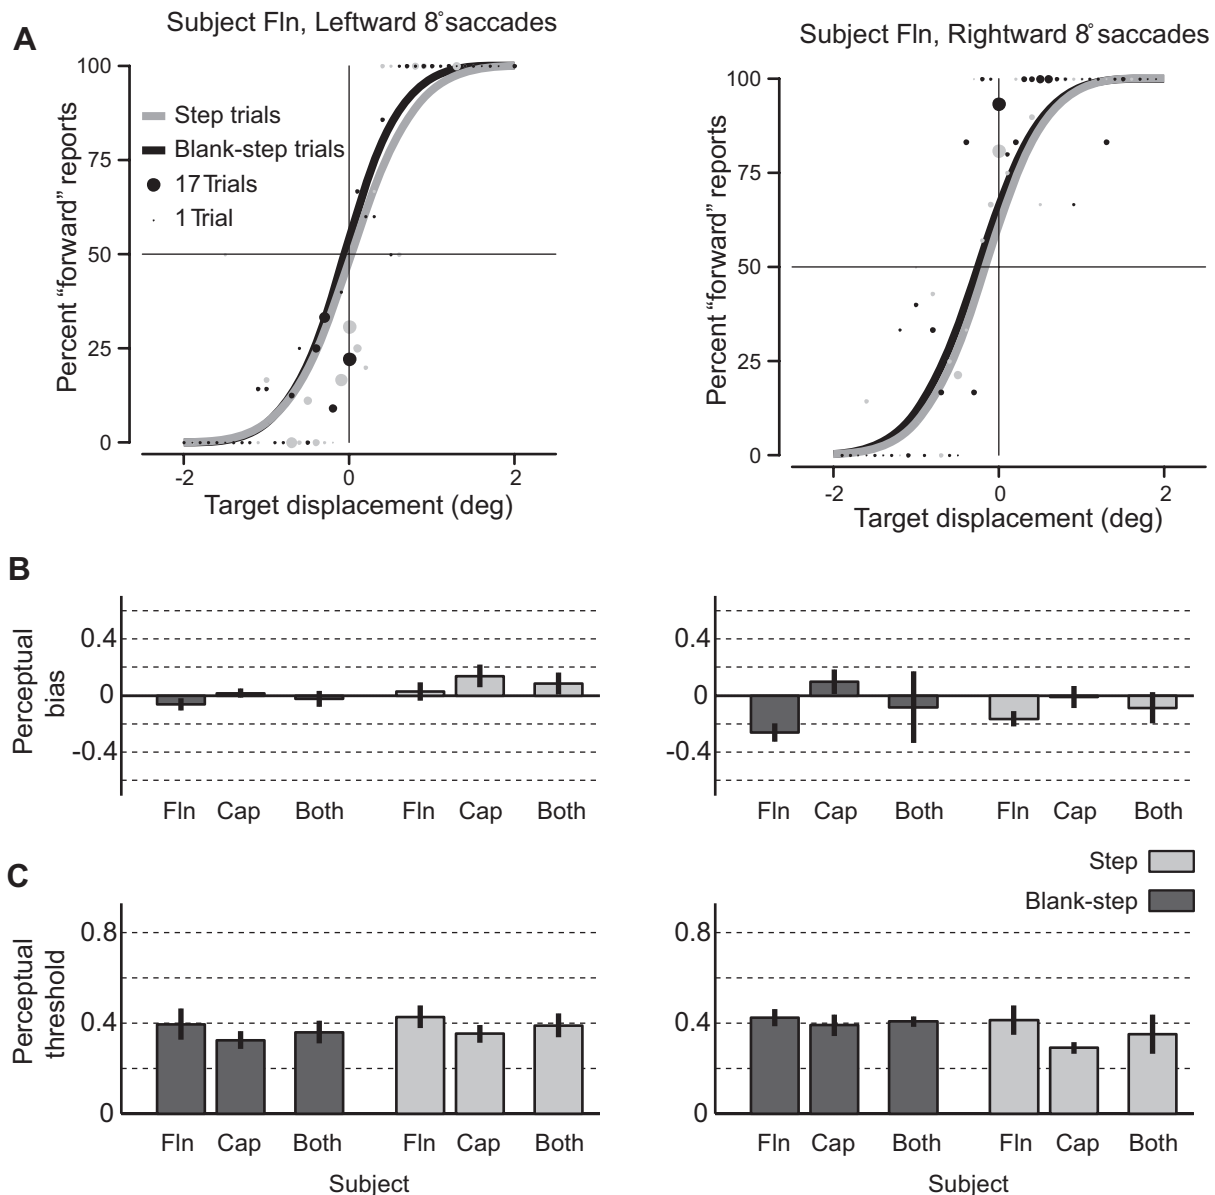 A
Subject Fln, Leftward 8° saccades
Percent “forward” reports
100
75
50
25
0
Step trials
Blank-step trials
17 Trials
1 Trial
-2 0 2
Target displacement (deg)
Subject Fln, Rightward 8° saccades
Percent “forward” reports
100
75
50
25
0
-2 0 2
Target displacement (deg)
B
Perceptual
bias
0.4
0
-0.4
Fln Cap Both Fln Cap Both
0.4
0
-0.4
Fln Cap Both Fln Cap Both
Step
Blank-step
C
Perceptual
threshold
0.8
0.4
0
Fln Cap Both Fln Cap Both
Subject
0.8
0.4
0
Fln Cap Both Fln Cap Both
Subject